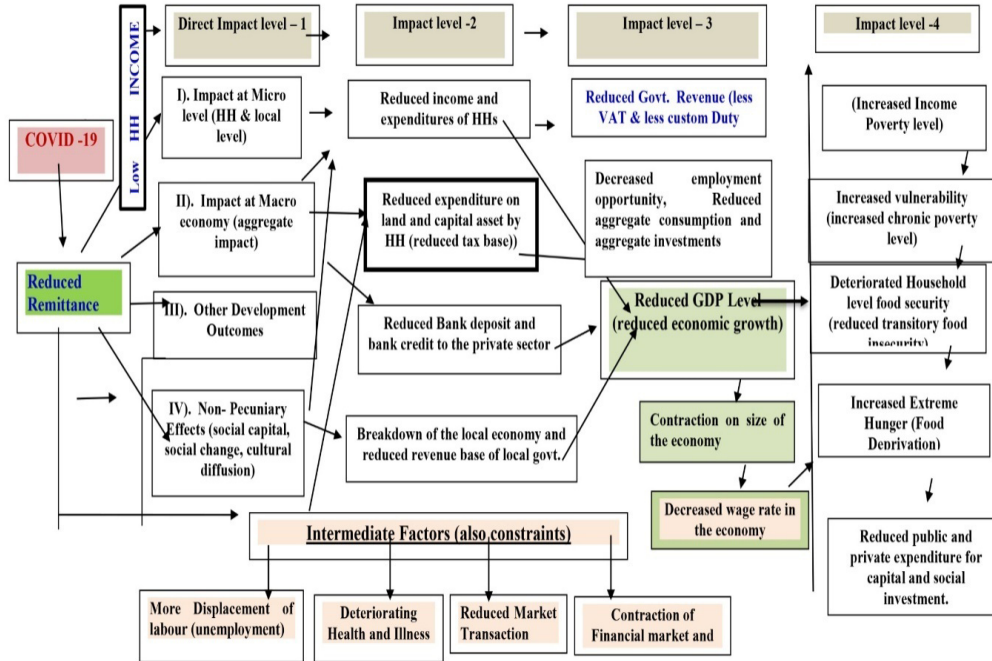 Direct Impact level – 1
Impact level -2
Impact level – 3
Impact level -4
Low HH INCOME
COVID -19
Reduced
Remittance
I). Impact at Micro
level (HH & local
level)
II). Impact at Macro
economy (aggregate
impact)
III). Other Development
Outcomes
IV). Non- Pecuniary
Effects (social capital,
social change, cultural
diffusion)
Reduced income and
expenditures of HHs
Reduced expenditure on
land and capital asset by
HH (reduced tax base))
Reduced Bank deposit and
bank credit to the private sector
Breakdown of the local economy and
reduced revenue base of local govt.
Reduced Govt. Revenue (less
VAT & less custom Duty
Decreased employment
opportunity, Reduced
aggregate consumption and
aggregate investments
Reduced GDP Level
(reduced economic growth)
Contraction on size of
the economy
Decreased wage rate in
the economy
(Increased Income
Poverty level)
Increased vulnerability
(increased chronic poverty
level)
Deteriorated Household
level food security
(reduced transitory food
insecurity)
Increased Extreme
Hunger (Food
Deprivation)
Reduced public and
private expenditure for
capital and social
investment.
Intermediate Factors (also constraints)
More Displacement of
labour (unemployment)
Deteriorating
Health and Illness
Reduced Market
Transaction
Contraction of
Financial market and